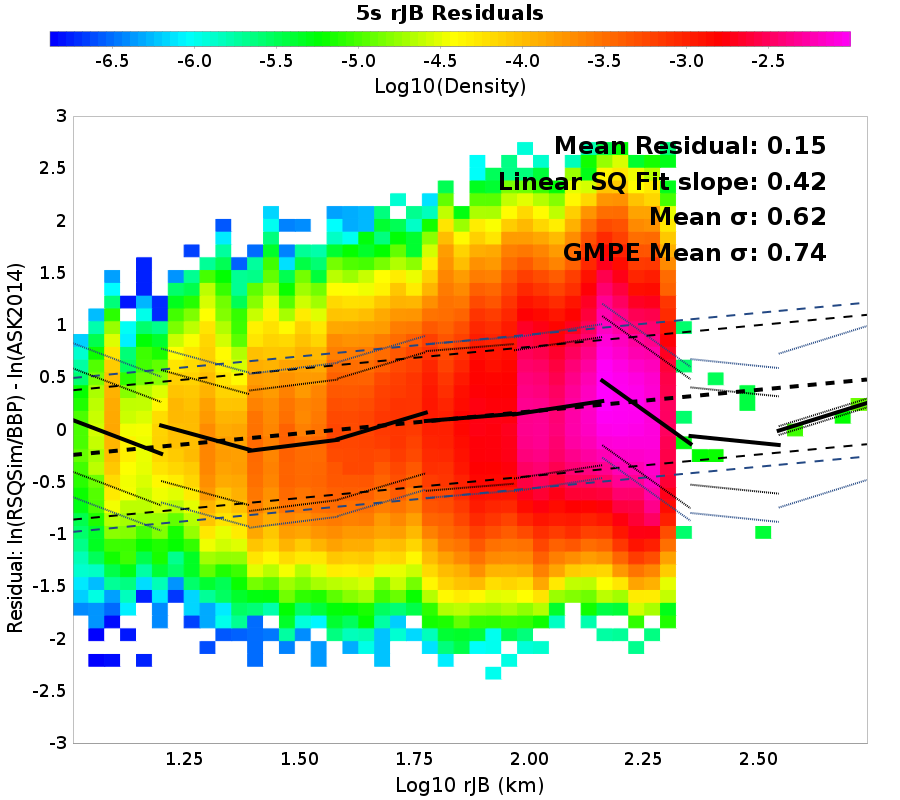 5s rJB Residuals
-6.5 -6.0 -5.5 -5.0 -4.5 -4.0 -3.5 -3.0 -2.5
Log10(Density)
Mean Residual: 0.15
Linear SQ Fit slope: 0.42
Mean σ: 0.62
GMPE Mean σ: 0.74
3
2.5
2
1.5
1
0.5
0
-0.5
-1
-1.5
-2
-2.5
-3
Residual: ln(RSQSim/BBP) - ln(ASK2014)
1.25 1.50 1.75 2.00 2.25 2.50
Log10 rJB (km)